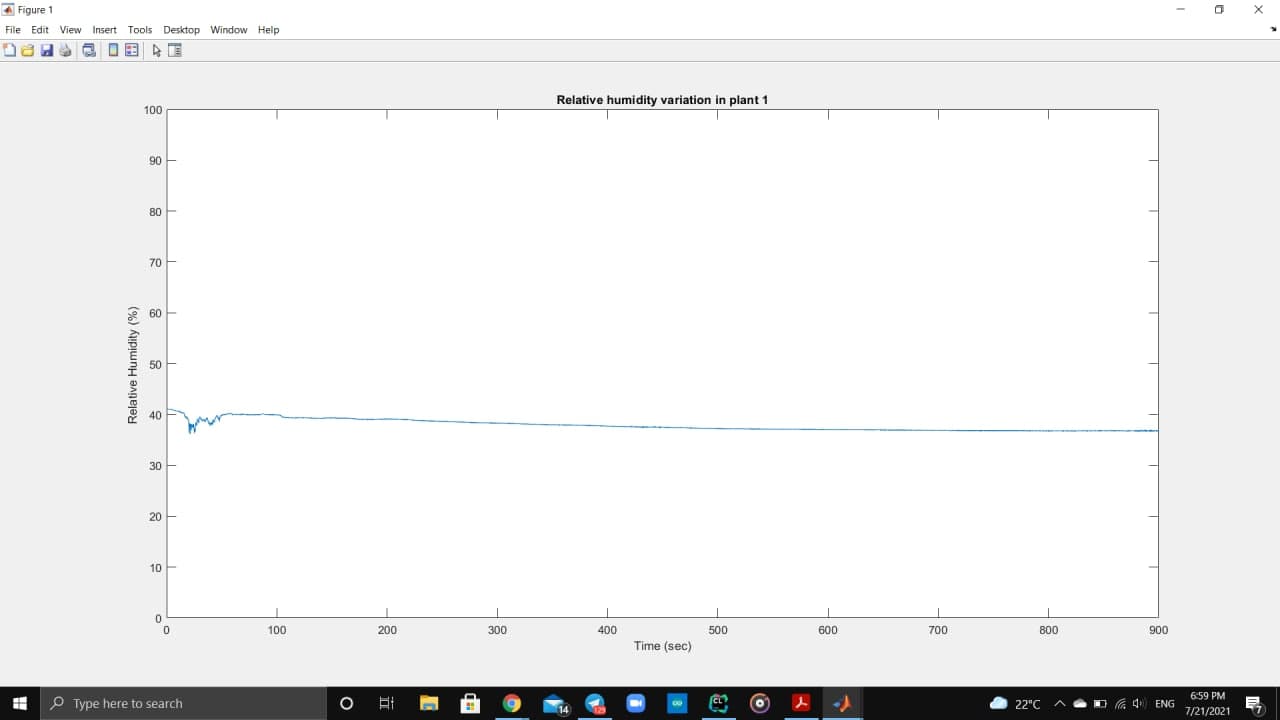 Figure 1
File Edit View Insert Tools Desktop Window Help
Relative humidity variation in plant 1
100
90
80
70
60
50
40
30
20
10
0
Relative Humidity (%)
0 100 200 300 400 500 600 700 800 900
Time (sec)
Type here to search
14
123
CL
22°C
ENG
6:59 PM
7/21/2021
7